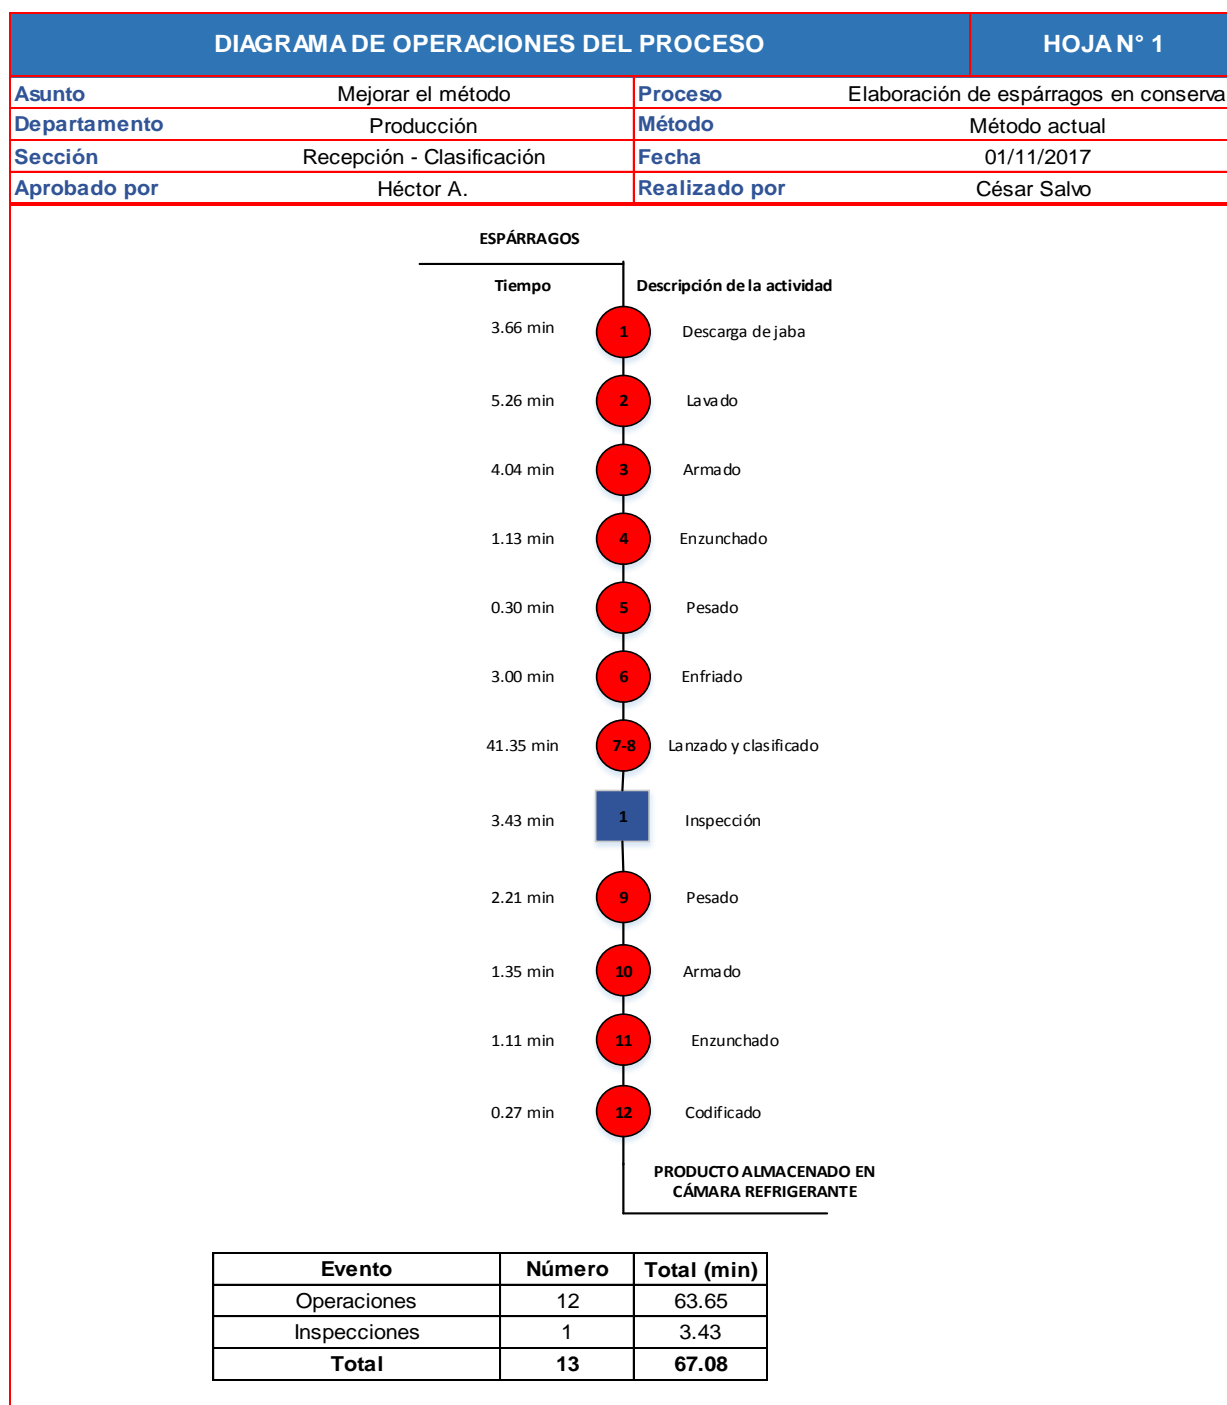 DIAGRAMA DE OPERACIONES DEL PROCESO HOJA N° 1
Asunto Mejorar el método Proceso Elaboración de espárragos en conserva
Departamento Producción Método Método actual
Sección Recepción - Clasificación Fecha 01/11/2017
Aprobado por Héctor A. Realizado por César Salvo
ESPÁRRAGOS
Tiempo Descripción de la actividad
3.66 min 1 Descarga de jaba
5.26 min 2 Lavado
4.04 min 3 Armado
1.13 min 4 Enzunchado
0.30 min 5 Pesado
3.00 min 6 Enfriado
41.35 min 7-8 Lanzado y clasificado
3.43 min 1 Inspección
2.21 min 9 Pesado
1.35 min 10 Armado
1.11 min 11 Enzunchado
0.27 min 12 Codificado
PRODUCTO ALMACENADO EN
CÁMARA REFRIGERANTE
Evento Número Total (min)
Operaciones 12 63.65
Inspecciones 1 3.43
Total 13 67.08